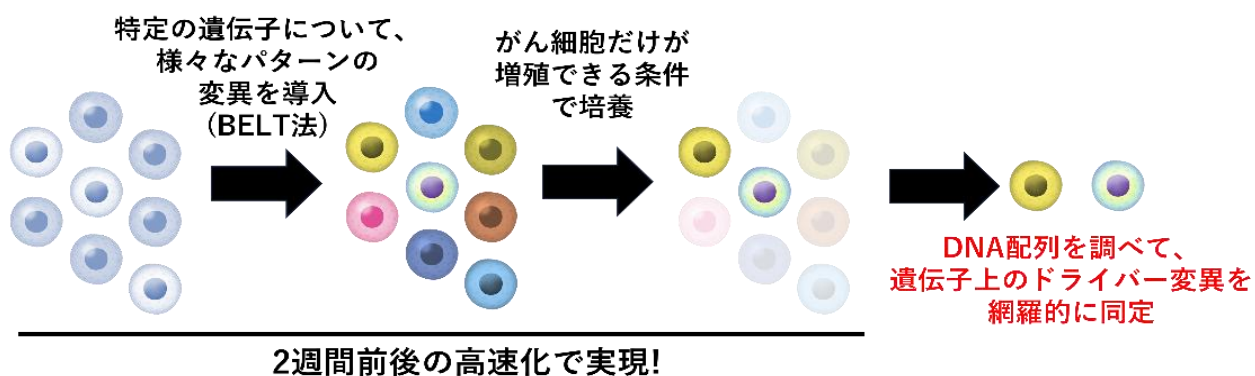 特定の遺伝子について、
様々なパターンの
変異を導入
(BELT法)
がん細胞だけが
増殖できる条件
で培養
DNA配列を調べて、
遺伝子上のドライバー変異を
網羅的に同定
2週間前後の高速化で実現!